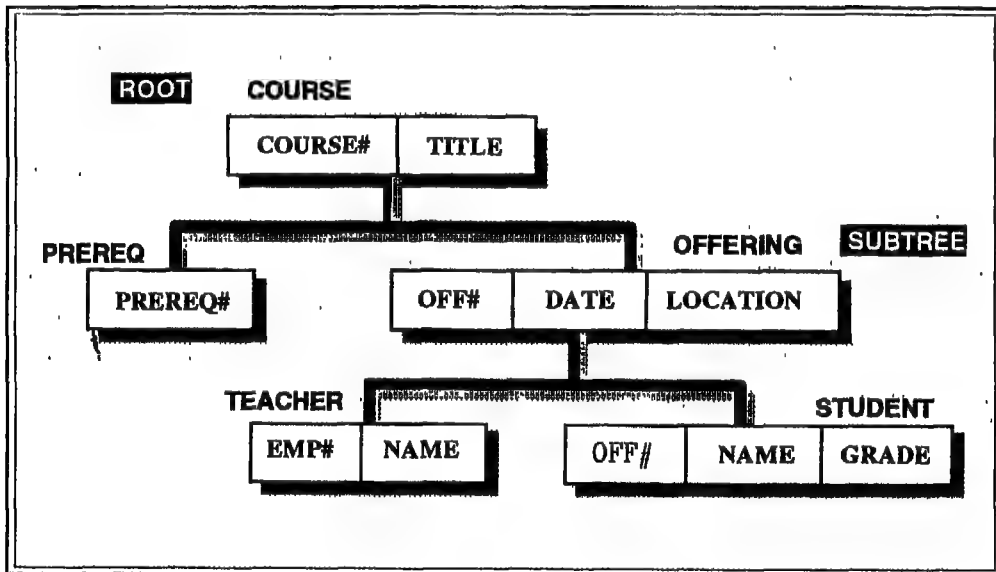 ROOT COURSE
COURSE# TITLE
PREREQ OFFERING SUBTREE
PREREQ# OFF# DATE LOCATION
TEACHER STUDENT
EMP# NAME OFF# NAME GRADE